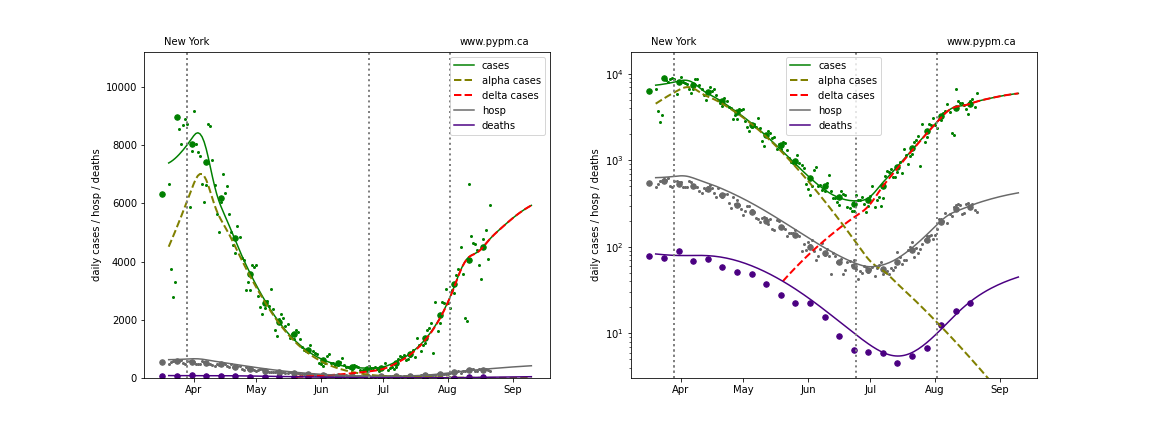 New York
www.pypm.ca
cases
alpha cases
delta cases
hosp
deaths
daily cases / hosp / deaths
10000
8000
6000
4000
2000
0
Apr May Jun Jul Aug Sep
New York
www.pypm.ca
cases
alpha cases
delta cases
hosp
deaths
daily cases / hosp / deaths
10⁴
10³
10²
10¹
Apr May Jun Jul Aug Sep